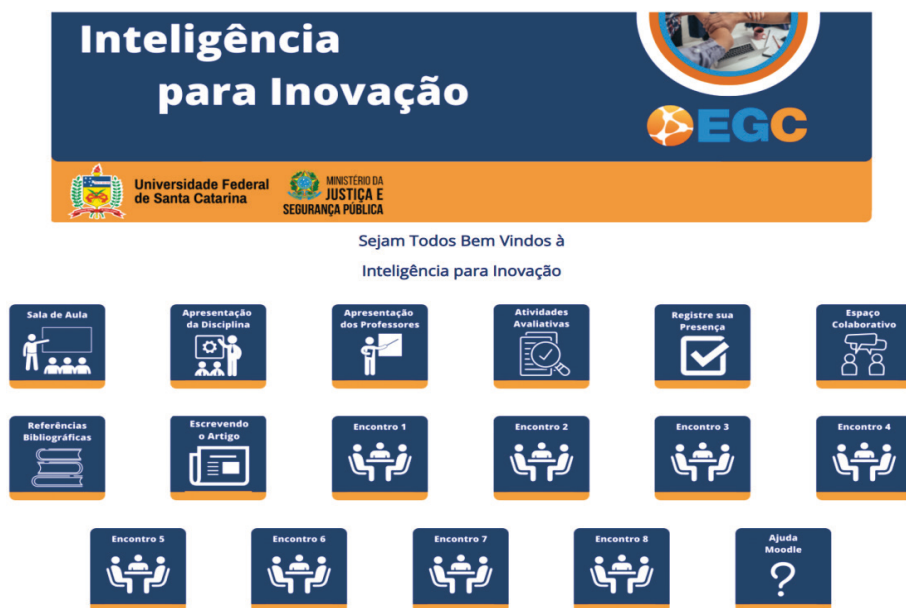 Inteligência
para Inovação
EGC
Universidade Federal
de Santa Catarina
MINISTÉRIO DA
JUSTIÇA E
SEGURANÇA PÚBLICA
Sejam Todos Bem Vindos à
Inteligência para Inovação
Sala de Aula
Apresentação
da Disciplina
Apresentação
dos Professores
Atividades
Avaliativas
Registre sua
Presença
Espaço
Colaborativo
Referências
Bibliográficas
Escrevendo
o Artigo
Encontro 1
Encontro 2
Encontro 3
Encontro 4
Encontro 5
Encontro 6
Encontro 7
Encontro 8
Ajuda
Moodle
?